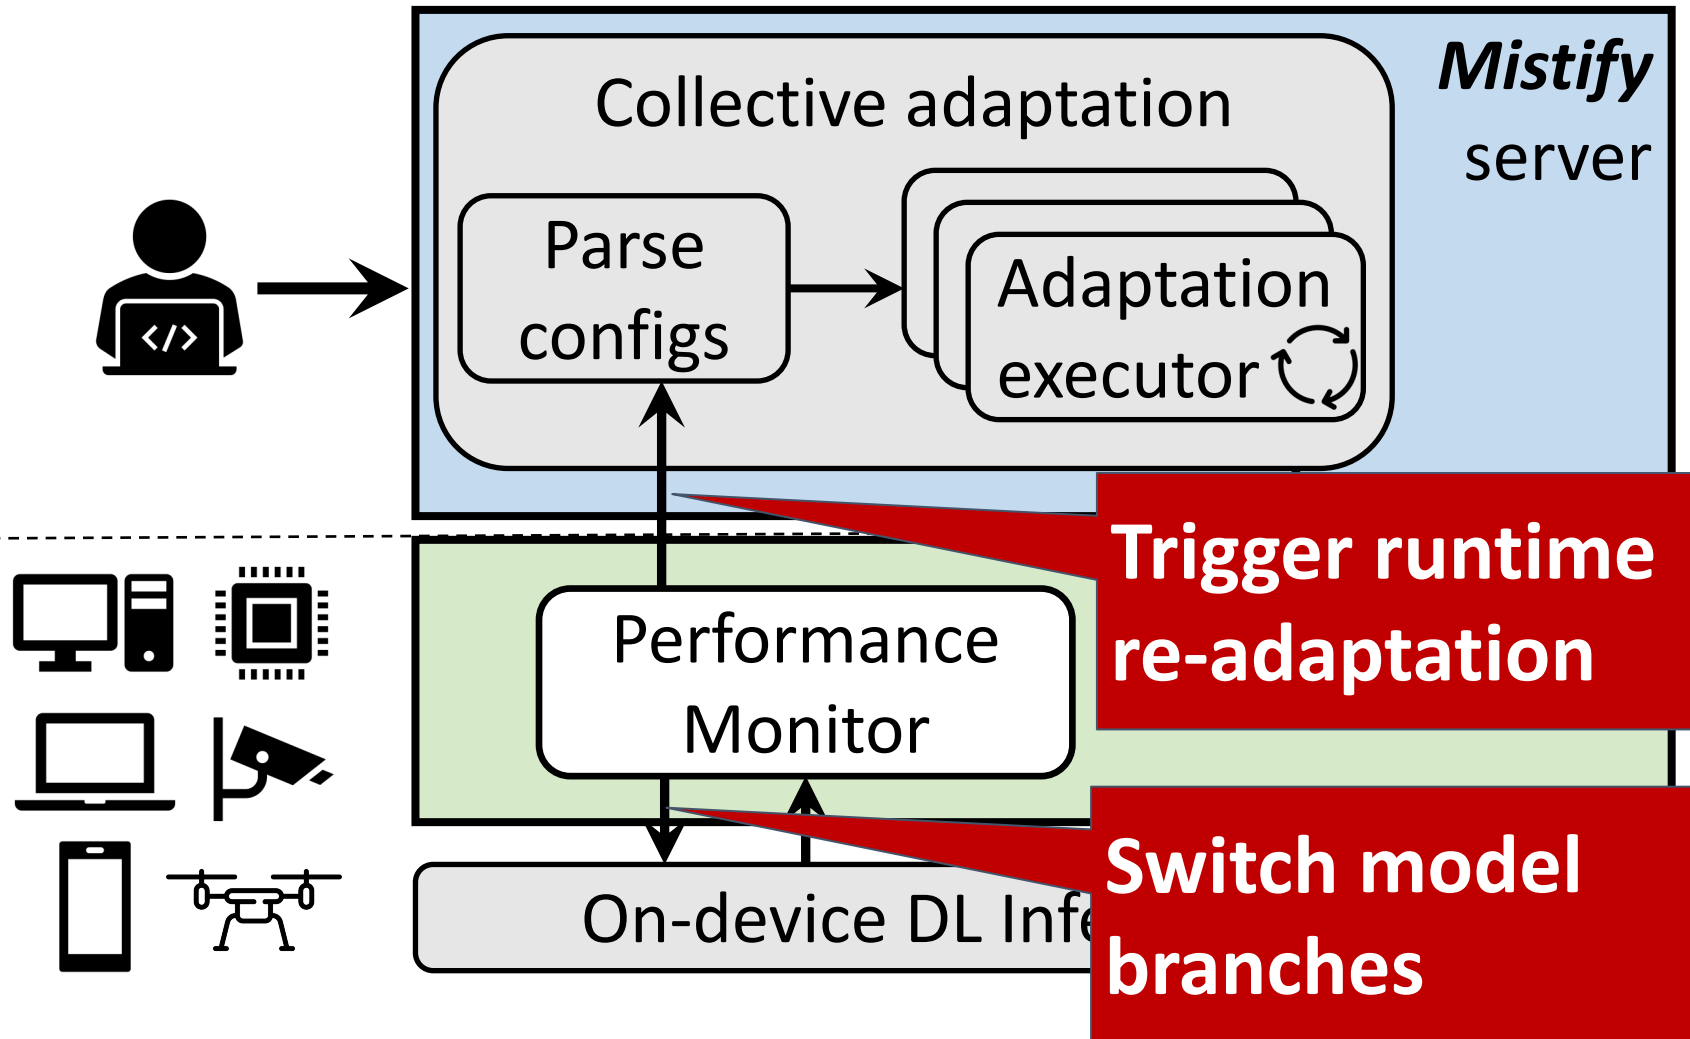 Mistify
server
Collective adaptation
Parse
configs
Adaptation
executor
</>
Trigger runtime
re-adaptation
Performance
Monitor
Switch model
branches
On-device DL